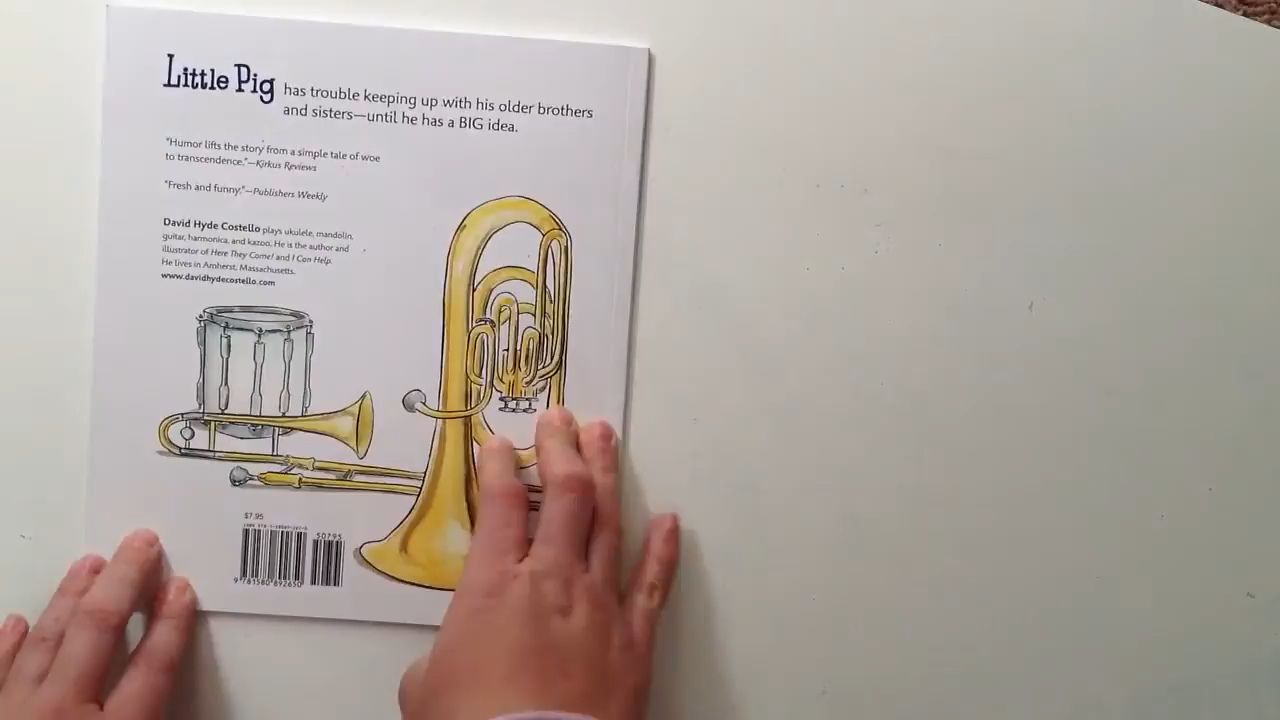 Little Pig has trouble keeping up with his older brothers
and sisters—until he has a BIG idea.
"Humor lifts the story from a simple tale of woe
to transcendence."—Kirkus Reviews
"Fresh and funny."—Publishers Weekly
David Hyde Costello plays ukulele, mandolin,
guitar, harmonica, and kazoo. He is the author and
illustrator of Here They Come! and I Can Help.
He lives in Amherst, Massachusetts.
www.davidhydecostello.com
$7.95
50795
9 781580 892650